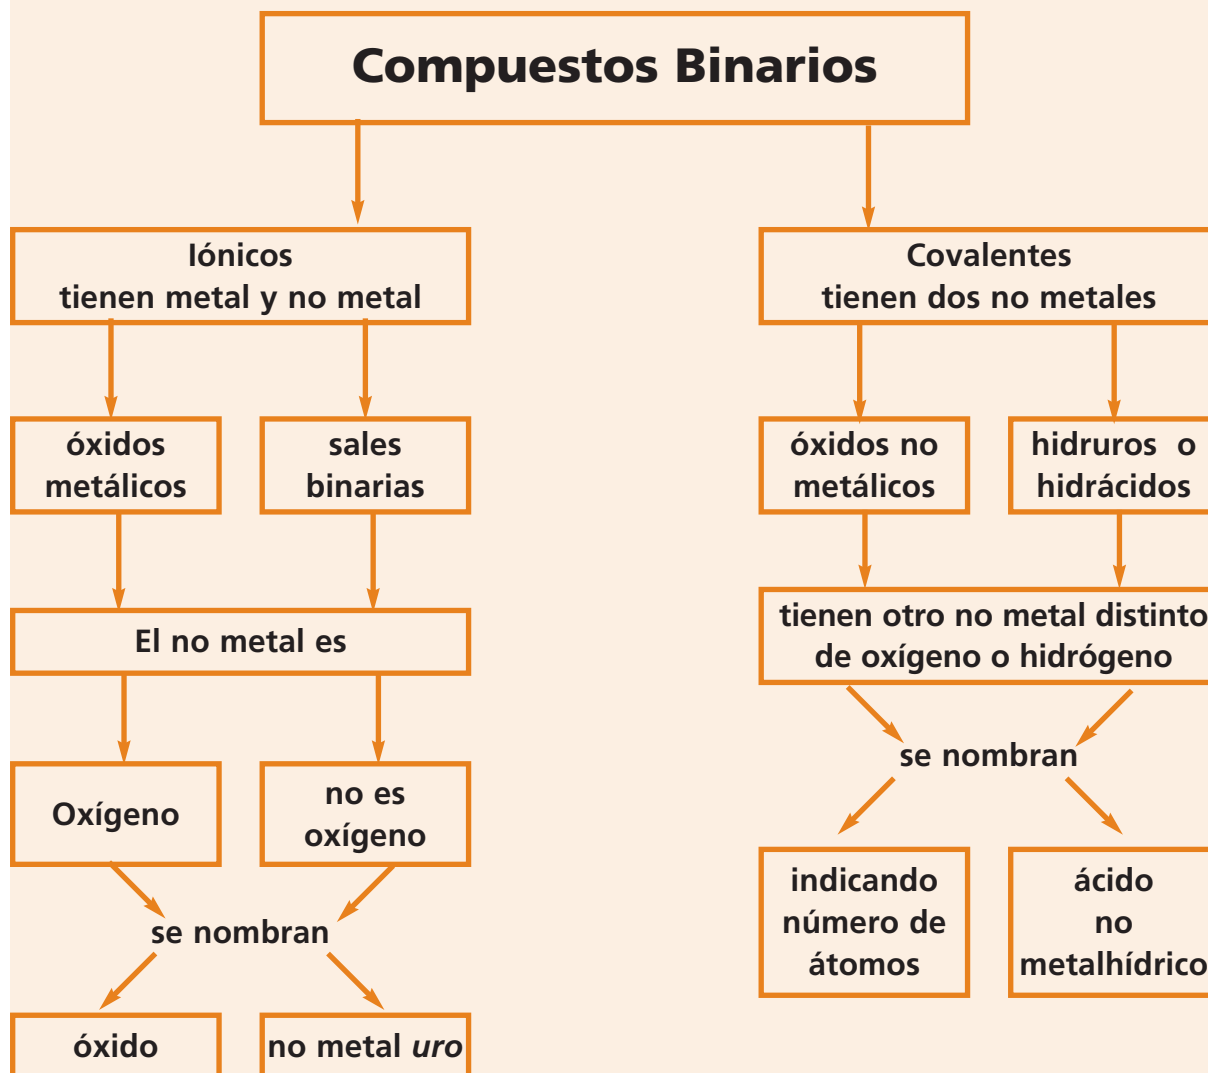 Compuestos Binarios
Iónicos
tienen metal y no metal
Covalentes
tienen dos no metales
óxidos
metálicos
sales
binarias
óxidos no
metálicos
hidruros o
hidrácidos
El no metal es
tienen otro no metal distinto
de oxígeno o hidrógeno
Oxígeno
no es
oxígeno
se nombran
se nombran
indicando
número de
átomos
ácido
no
metalhídrico
óxido
no metal uro